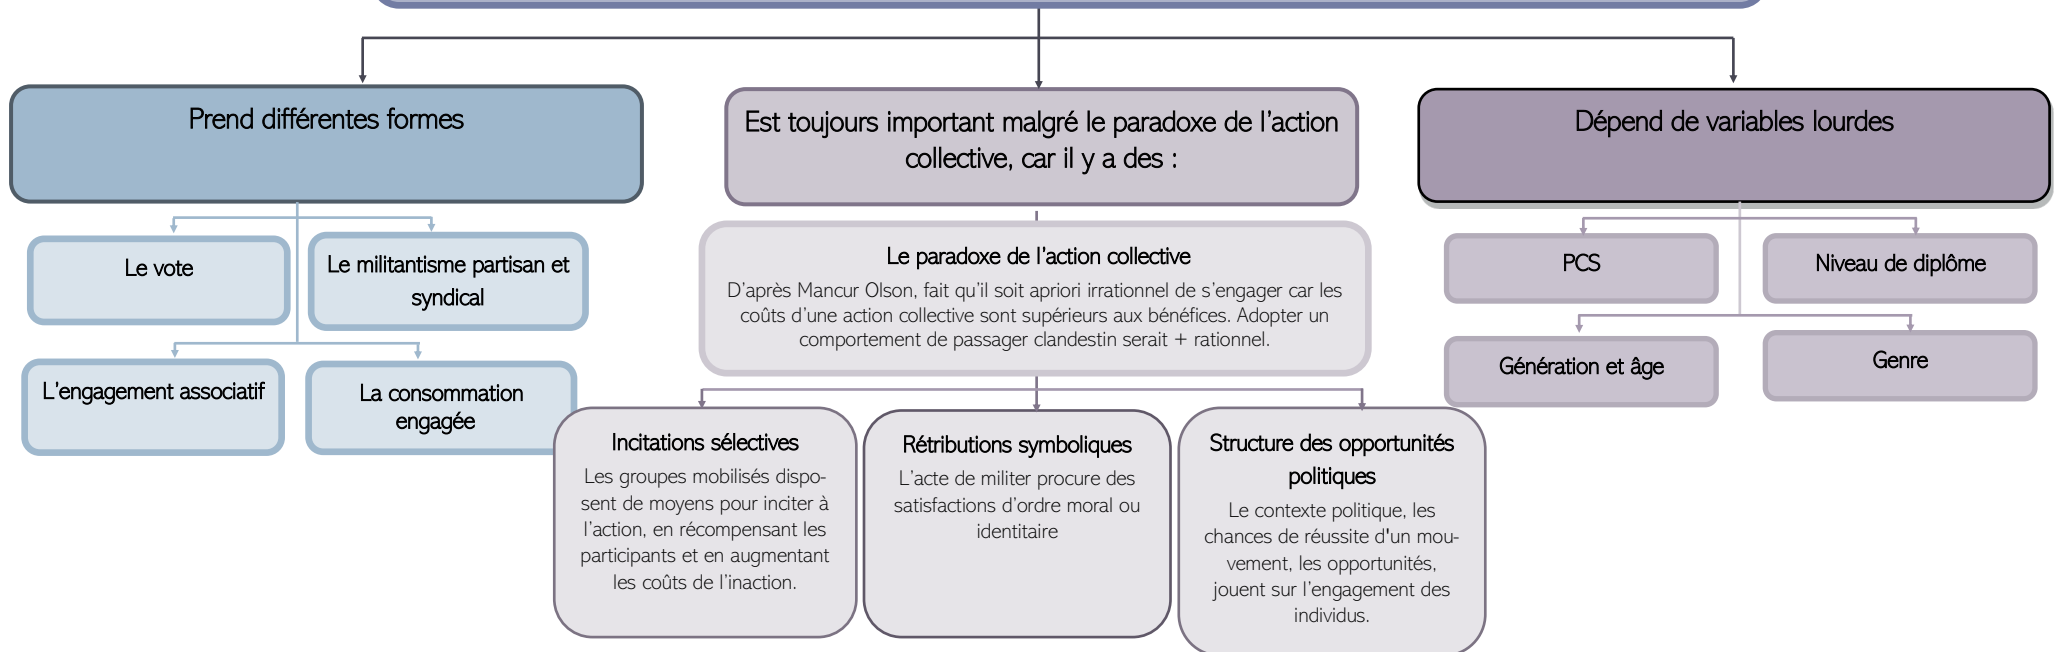 Prend différentes formes
Est toujours important malgré le paradoxe de l'action
collective, car il y a des :
Dépend de variables lourdes
Le vote
Le militantisme partisan et
syndical
L'engagement associatif
La consommation
engagée
Le paradoxe de l'action collective
D'après Mancur Olson, fait qu'il soit apriori irrationnel de s'engager car les
coûts d'une action collective sont supérieurs aux bénéfices. Adopter un
comportement de passager clandestin serait + rationnel.
PCS
Niveau de diplôme
Génération et âge
Genre
Incitations sélectives
Les groupes mobilisés dispo-
sent de moyens pour inciter à
l'action, en récompensant les
participants et en augmentant
les coûts de l'inaction.
Rétributions symboliques
L'acte de militer procure des
satisfactions d'ordre moral ou
identitaire
Structure des opportunités
politiques
Le contexte politique, les
chances de réussite d'un mou-
vement, les opportunités,
jouent sur l'engagement des
individus.